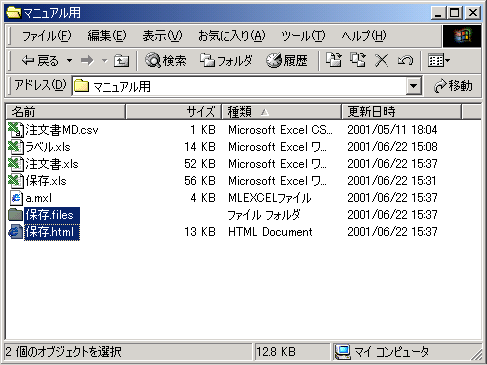 マニュアル用
ファイル(F) 編集(E) 表示(V) お気に入り(A) ツール(T) ヘルプ(H)
戻る 検索 フォルダ 履歴
アドレス(D) マニュアル用 移動
名前 サイズ 種類 更新日時
注文書MD.csv 1 KB Microsoft Excel CS... 2001/05/11 18:04
ラベル.xls 14 KB Microsoft Excel ワ... 2001/06/22 15:08
注文書.xls 52 KB Microsoft Excel ワ... 2001/06/22 15:37
保存.xls 56 KB Microsoft Excel ワ... 2001/06/22 15:31
a.mxl 4 KB MLEXCELファイル 2001/06/22 15:37
保存.files ファイル フォルダ 2001/06/22 15:37
保存.html 13 KB HTML Document 2001/06/22 15:37
2 個のオブジェクトを選択 12.8 KB マイ コンピュータ